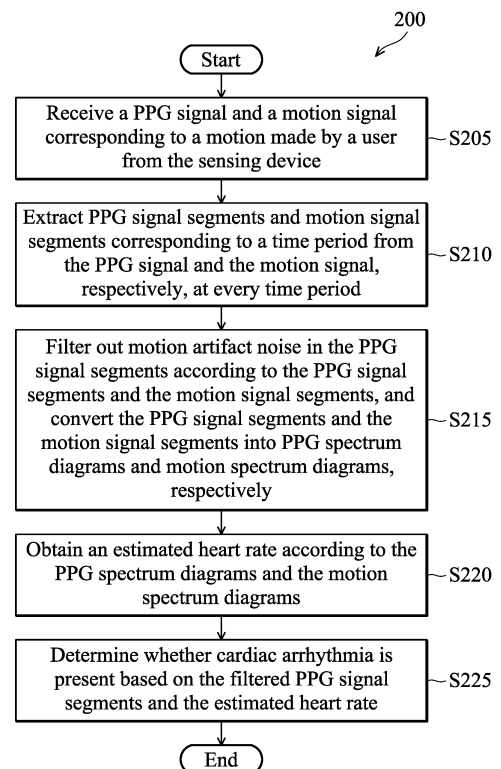 200
Start
Receive a PPG signal and a motion signal
corresponding to a motion made by a user
from the sensing device
S205
Extract PPG signal segments and motion signal
segments corresponding to a time period from
the PPG signal and the motion signal,
respectively, at every time period
S210
Filter out motion artifact noise in the PPG
signal segments according to the PPG signal
segments and the motion signal segments, and
convert the PPG signal segments and the
motion signal segments into PPG spectrum
diagrams and motion spectrum diagrams,
respectively
S215
Obtain an estimated heart rate according to the
PPG spectrum diagrams and the motion
spectrum diagrams
S220
Determine whether cardiac arrhythmia is
present based on the filtered PPG signal
segments and the estimated heart rate
S225
End